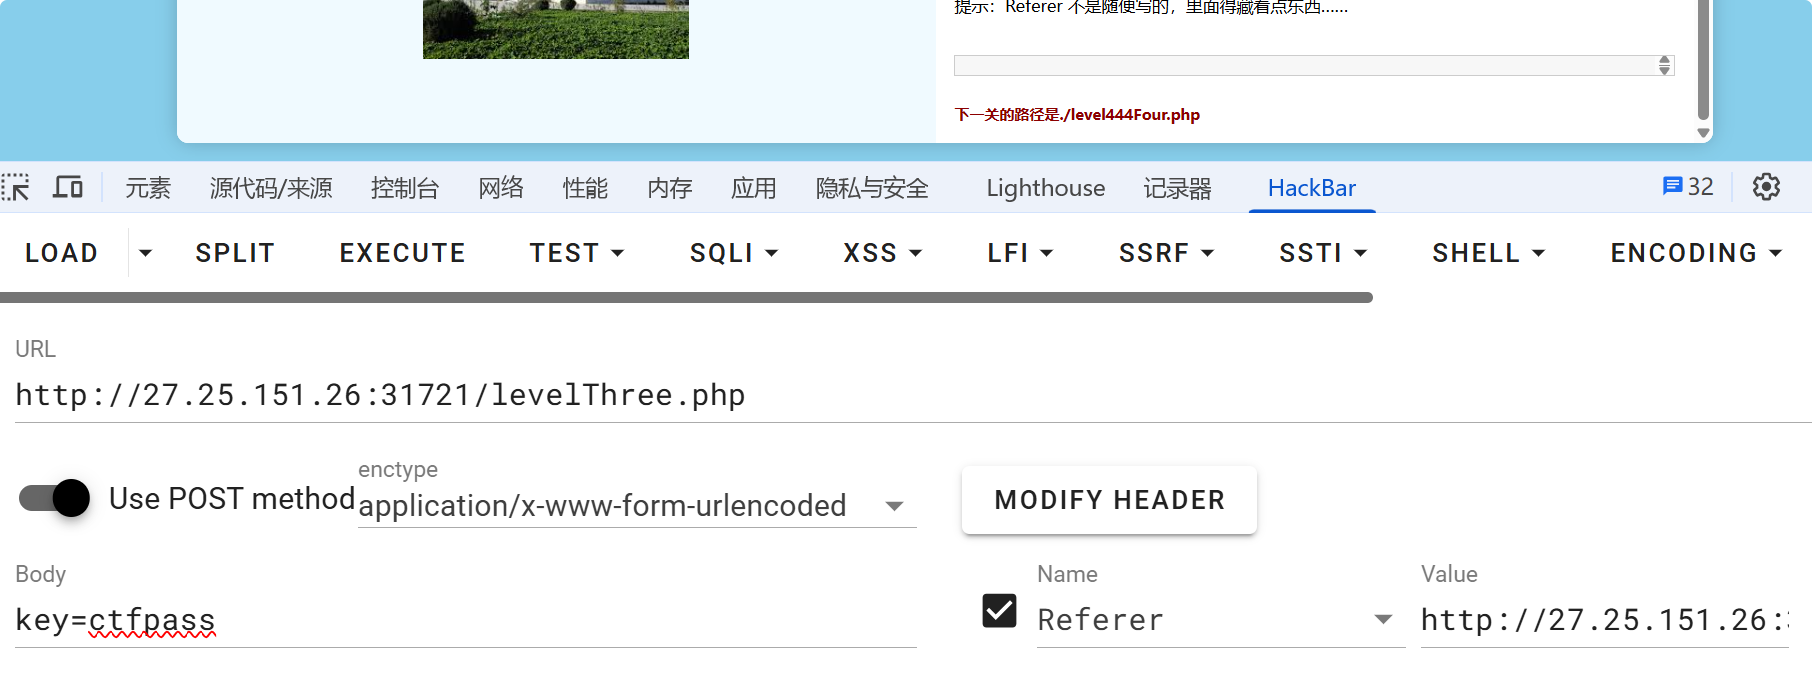 提示：Referer 不是随便写的，里面得藏着点东西……
下一关的路径是./level444Four.php
元素 源代码/来源 控制台 网络 性能 内存 应用 隐私与安全 Lighthouse 记录器 HackBar 32
LOAD SPLIT EXECUTE TEST SQLI XSS LFI SSRF SSTI SHELL ENCODING
URL
http://27.25.151.26:31721/levelThree.php
Use POST method
enctype
application/x-www-form-urlencoded
MODIFY HEADER
Body
key=ctfpass
Name
Referer
Value
http://27.25.151.26: